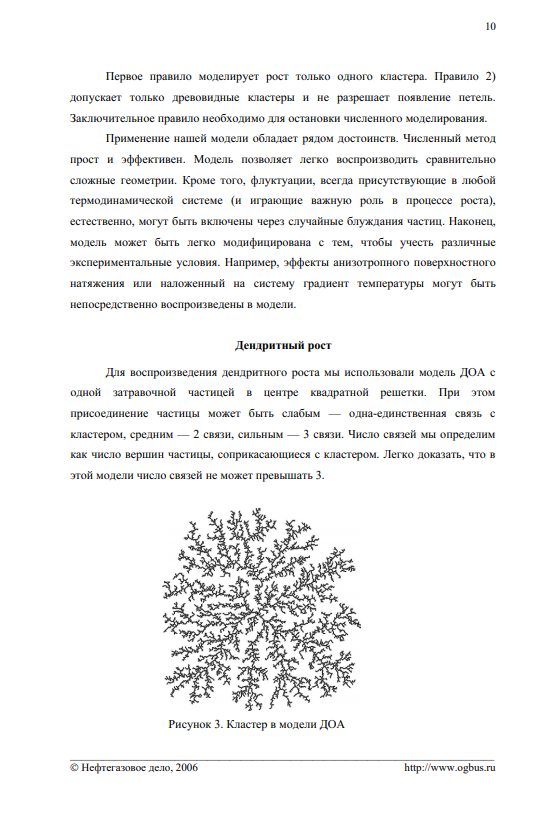 10
Первое правило моделирует рост только одного кластера. Правило 2)
допускает только древовидные кластеры и не разрешает появление петель.
Заключительное правило необходимо для остановки численного моделирования.
Применение нашей модели обладает рядом достоинств. Численный метод
прост и эффективен. Модель позволяет легко воспроизводить сравнительно
сложные геометрии. Кроме того, флуктуации, всегда присутствующие в любой
термодинамической системе (и играющие важную роль в процессе роста),
естественно, могут быть включены через случайные блуждания частиц. Наконец,
модель может быть легко модифицирована с тем, чтобы учесть различные
экспериментальные условия. Например, эффекты анизотропного поверхностного
натяжения или наложенный на систему градиент температуры могут быть
непосредственно воспроизведены в модели.
Дендритный рост
Для воспроизведения дендритного роста мы использовали модель ДОА с
одной затравочной частицей в центре квадратной решетки. При этом
присоединение частицы может быть слабым — одна-единственная связь с
кластером, средним — 2 связи, сильным — 3 связи. Число связей мы определим
как число вершин частицы, соприкасающиеся с кластером. Легко доказать, что в
этой модели число связей не может превышать 3.
Рисунок 3. Кластер в модели ДОА
© Нефтегазовое дело, 2006 http://www.ogbus.ru